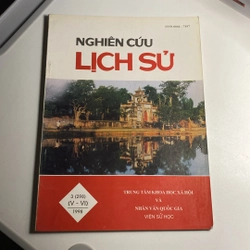 NGHIÊN CỨU
LỊCH SỬ
3 (298)
(V - VI)
1998
TRUNG TÂM KHOA HỌC XÃ HỘI
VÀ
NHÂN VĂN QUỐC GIA
VIỆN SỬ HỌC